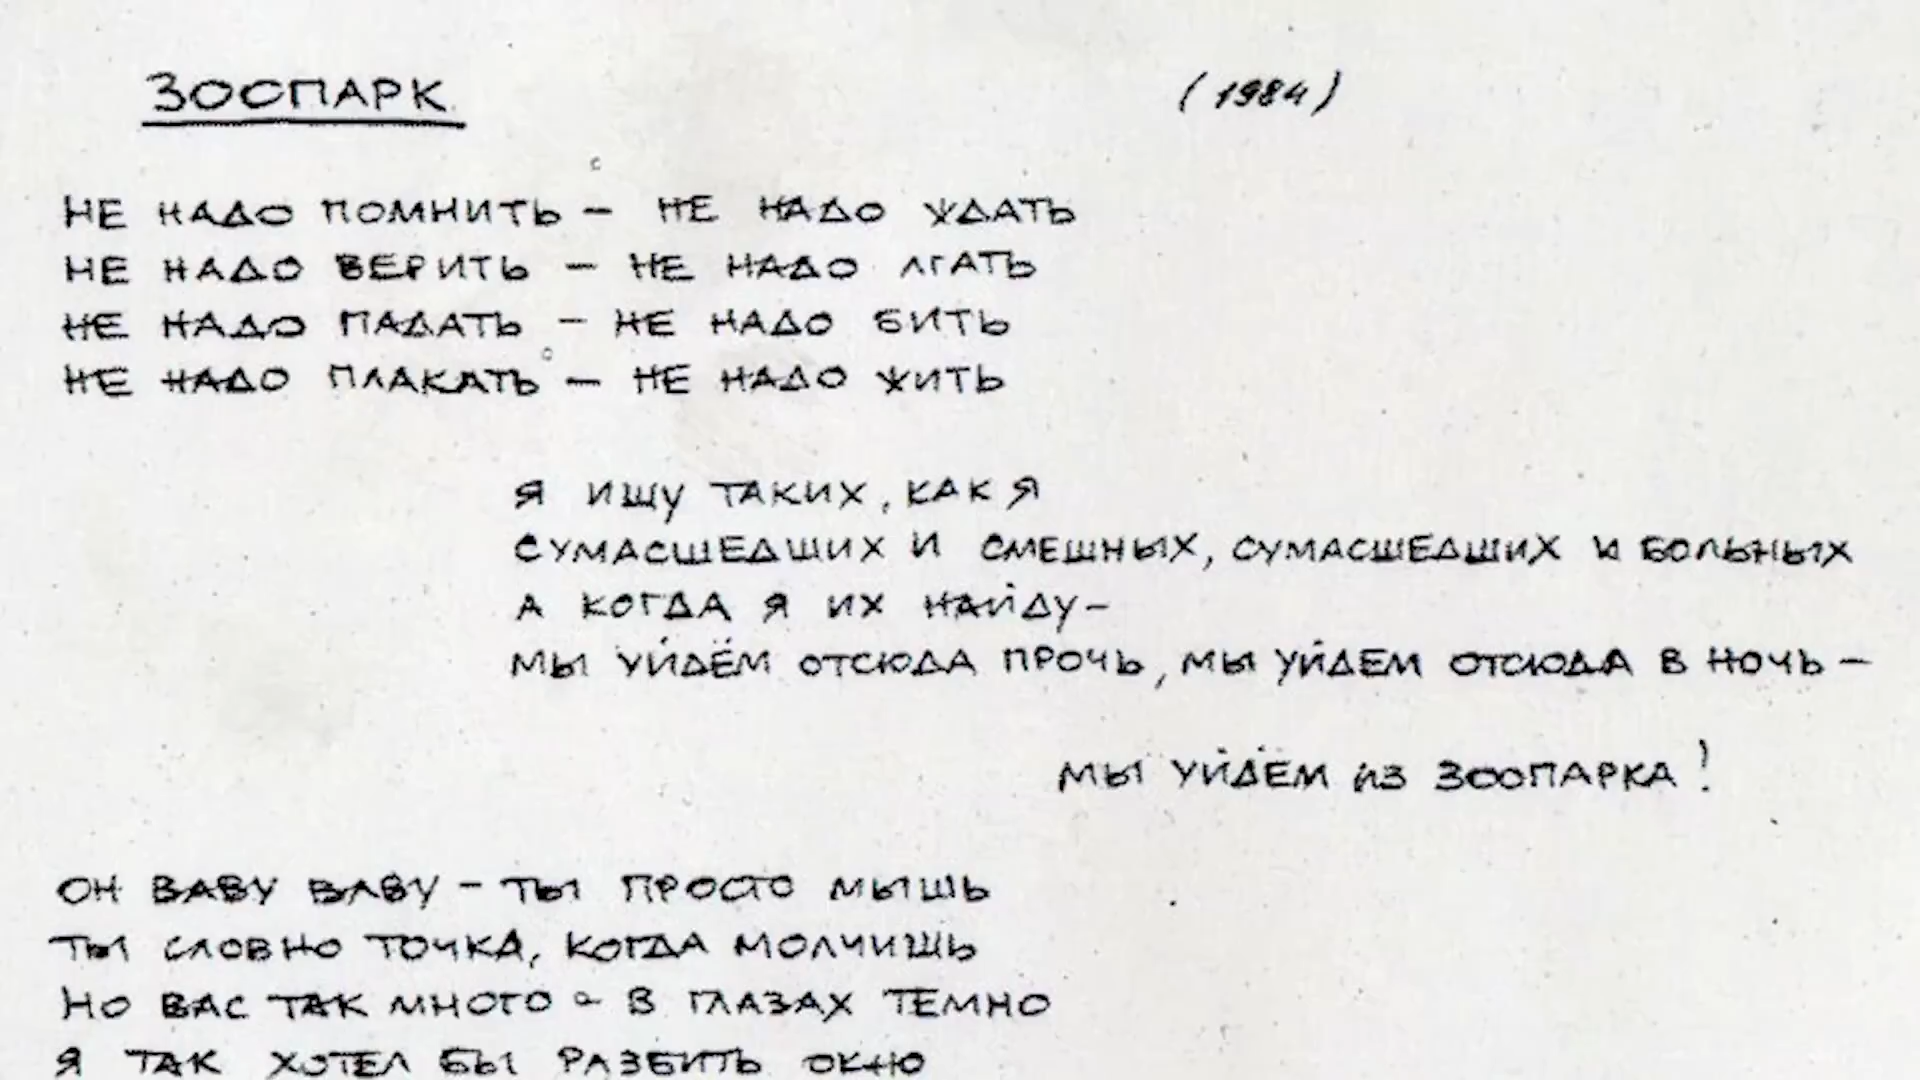 ЗООПАРК (1984)
НЕ НАДО ПОМНИТЬ – НЕ НАДО ЖДАТЬ
НЕ НАДО ВЕРИТЬ – НЕ НАДО ЛГАТЬ
НЕ НАДО ПАДАТЬ – НЕ НАДО БИТЬ
НЕ НАДО ПЛАКАТЬ – НЕ НАДО ЖИТЬ
Я ИЩУ ТАКИХ, КАК Я
СУМАСШЕДШИХ И СМЕШНЫХ, СУМАСШЕДШИХ И БОЛЬНЫХ
А КОГДА Я ИХ НАЙДУ –
МЫ УЙДЁМ ОТСЮДА ПРОЧЬ, МЫ УЙДЕМ ОТСЮДА В НОЧЬ –
МЫ УЙДЁМ ИЗ ЗООПАРКА!
ОН ВАВУ ВАВУ – ТЫ ПРОСТО МЫШЬ
ТЫ СЛОВНО ТОЧКА, КОГДА МОЛЧИШЬ
НО ВАС ТАК МНОГО – В ГЛАЗАХ ТЕМНО
Я ТАК ХОТЕЛ БЫ РАЗБИТЬ ОКНО